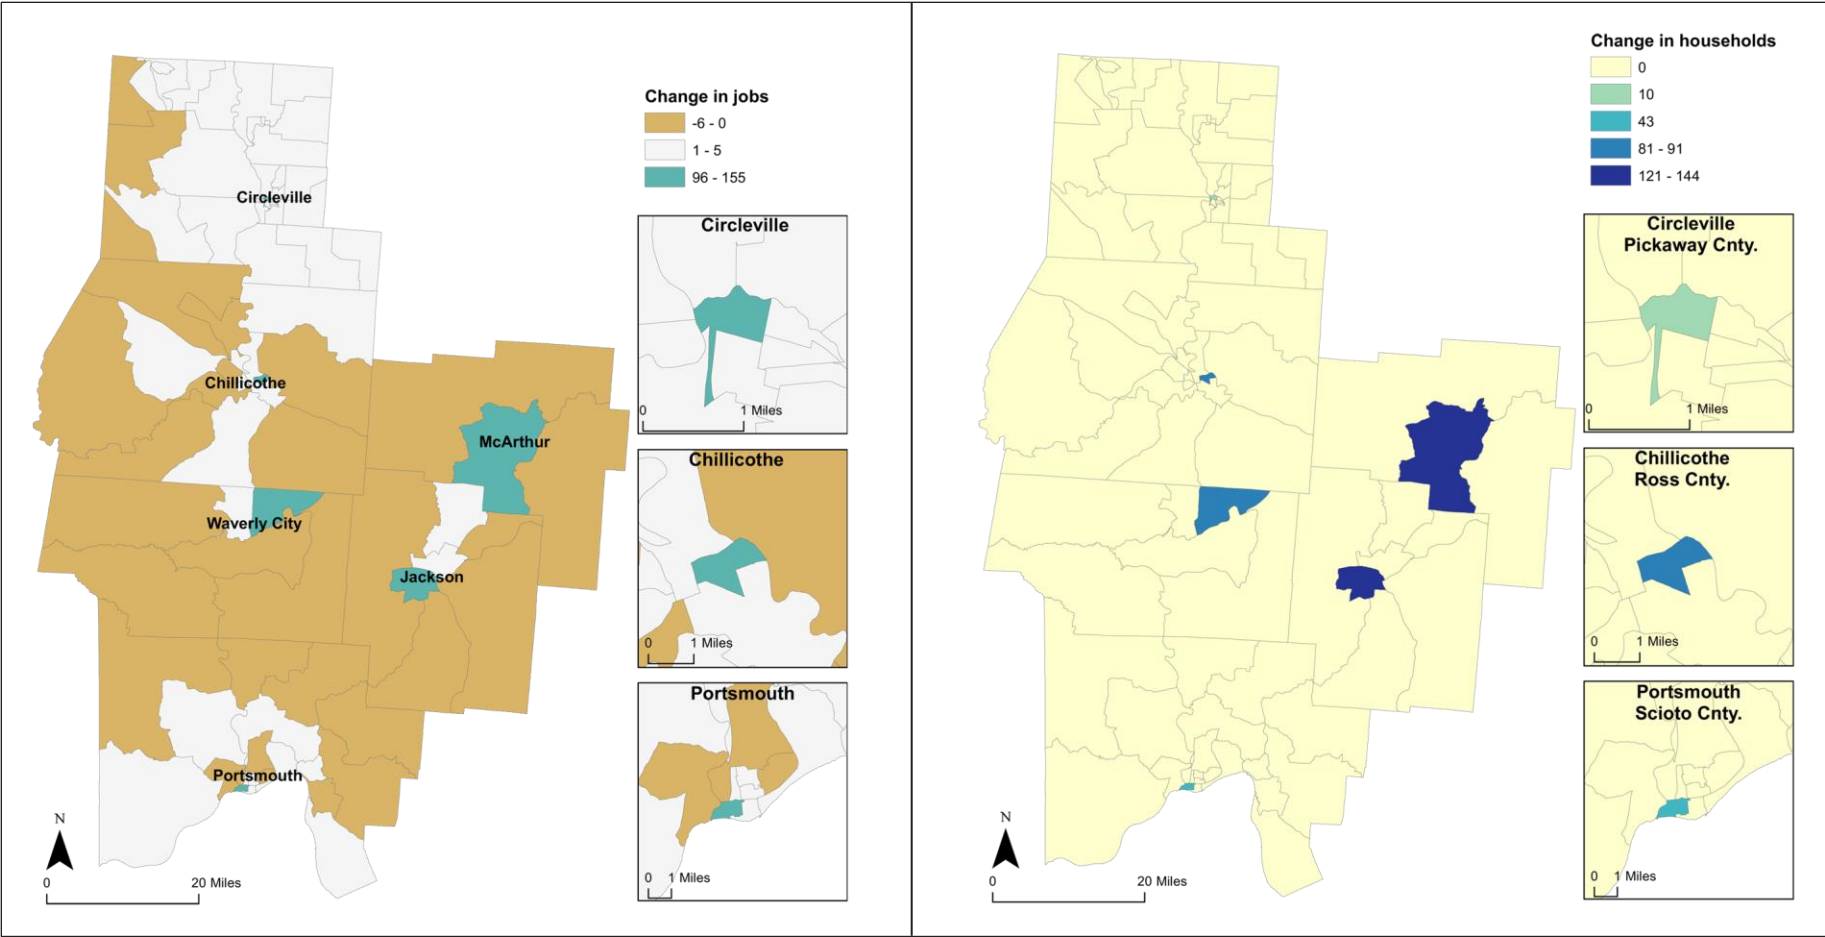 Change in jobs
-6 - 0
1 - 5
96 - 155
Circleville
Chillicothe
McArthur
Waverly City
Jackson
Portsmouth
N
0 20 Miles
Circleville
0 1 Miles
Chillicothe
0 1 Miles
Portsmouth
0 1 Miles
Change in households
0
10
43
81 - 91
121 - 144
N
0 20 Miles
Circleville
Pickaway Cnty.
0 1 Miles
Chillicothe
Ross Cnty.
0 1 Miles
Portsmouth
Scioto Cnty.
0 1 Miles